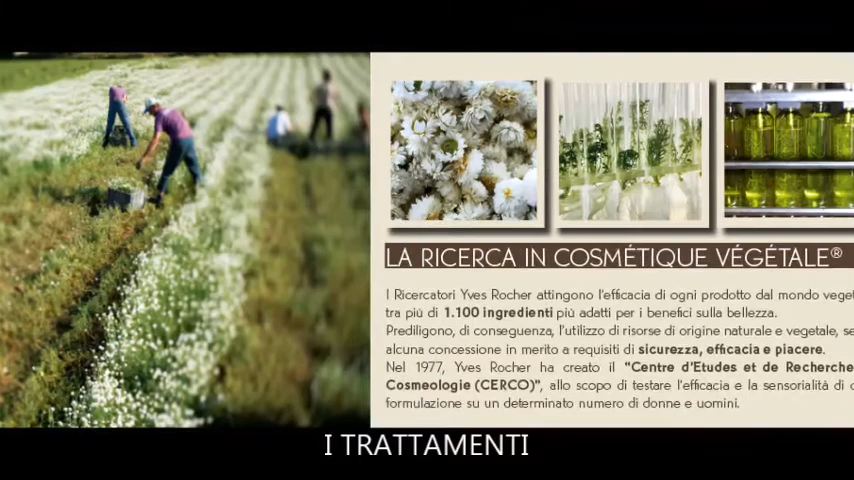 LA RICERCA IN COSMÉTIQUE VÉGÉTALE®
I Ricercatori Yves Rocher attingono l'efficacia di ogni prodotto dal mondo veget
tra più di 1.100 ingredienti più adatti per i benefici sulla bellezza.
Prediligono, di conseguenza, l'utilizzo di risorse di origine naturale e vegetale, se
alcuna concessione in merito a requisiti di sicurezza, efficacia e piacere.
Nel 1977, Yves Rocher ha creato il "Centre d'Etudes et de Recherche
Cosmeologie (CERCO)", allo scopo di testare l'efficacia e la sensorialità di
formulazione su un determinato numero di donne e uomini.
I TRATTAMENTI